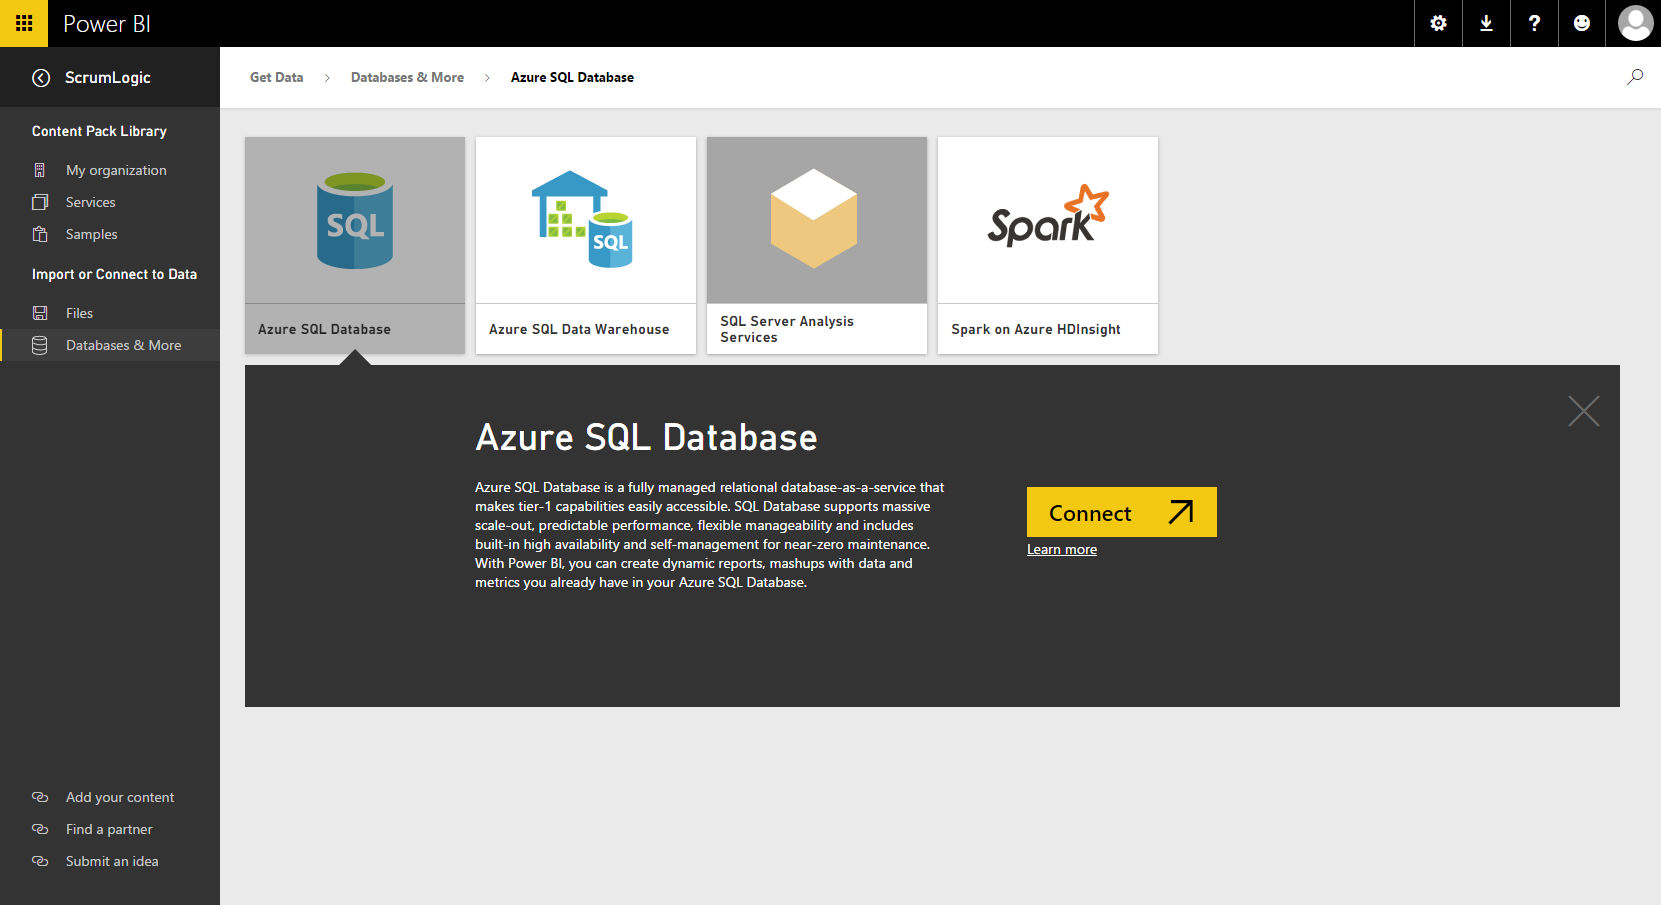 Power BI
?
ScrumLogic
Get Data
Databases & More
Azure SQL Database
Content Pack Library
My organization
Services
Samples
Import or Connect to Data
Files
Databases & More
SQL
SQL
Spark
Azure SQL Database
Azure SQL Data Warehouse
SQL Server Analysis
Services
Spark on Azure HDInsight
Azure SQL Database
Azure SQL Database is a fully managed relational database-as-a-service that
makes tier-1 capabilities easily accessible. SQL Database supports massive
scale-out, predictable performance, flexible manageability and includes
built-in high availability and self-management for near-zero maintenance.
With Power BI, you can create dynamic reports, mashups with data and
metrics you already have in your Azure SQL Database.
Connect
Learn more
Add your content
Find a partner
Submit an idea